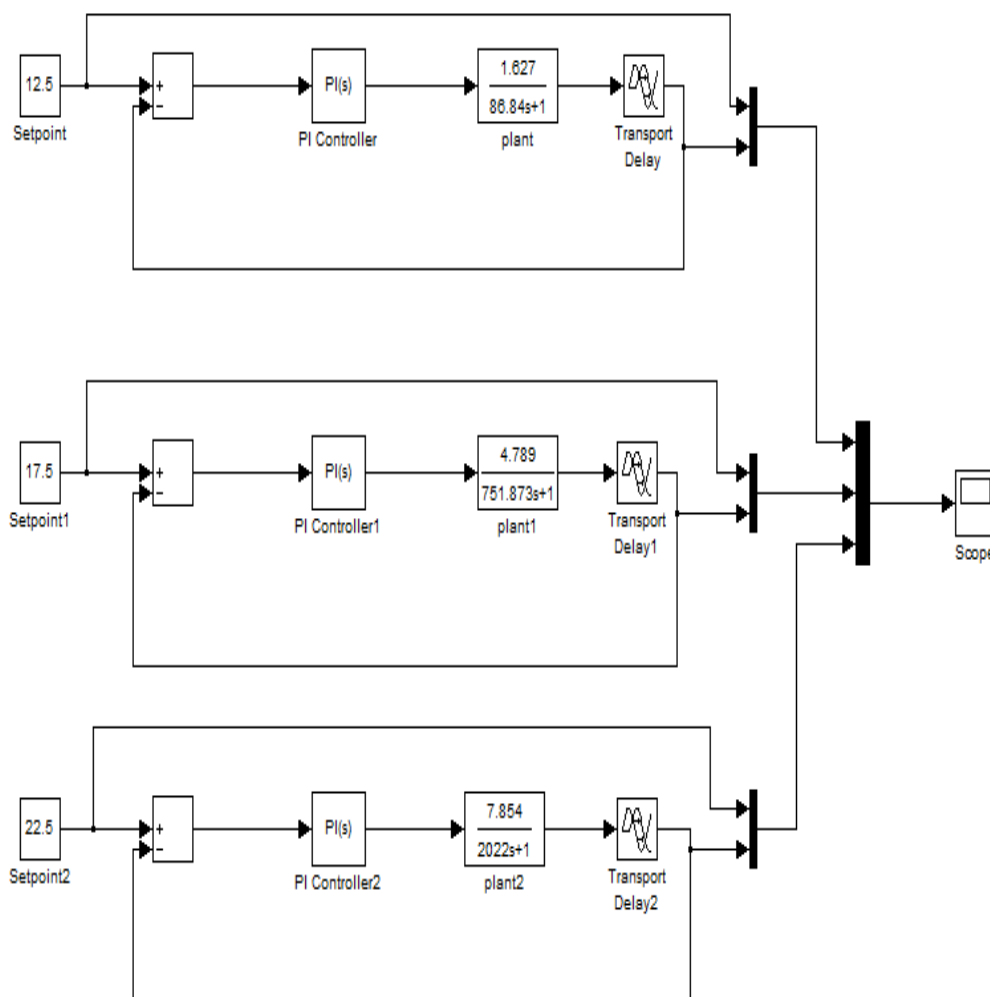 12.5
Setpoint
+
−
PI(s)
PI Controller
1.627
86.84s+1
plant
Transport
Delay
17.5
Setpoint1
+
−
PI(s)
PI Controller1
4.789
751.873s+1
plant1
Transport
Delay1
Scope
22.5
Setpoint2
+
−
PI(s)
PI Controller2
7.854
2022s+1
plant2
Transport
Delay2